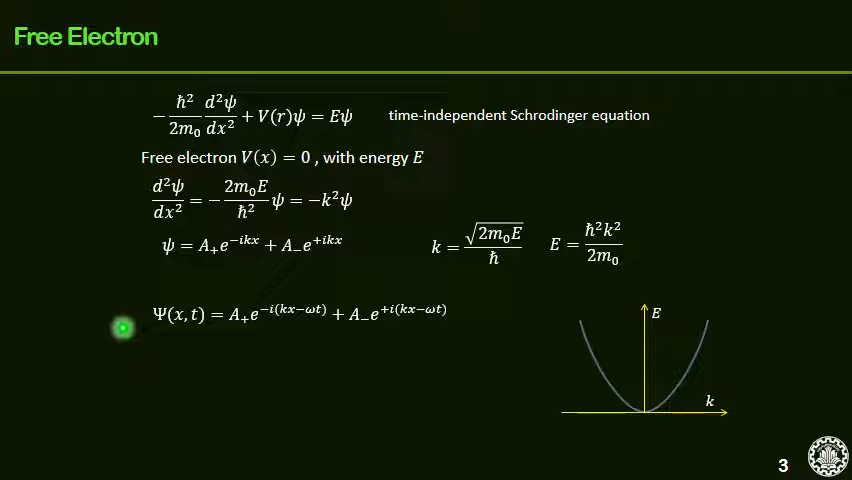 Free Electron
−ħ²/2m₀ d²ψ/dx² + V(r)ψ = Eψ time-independent Schrodinger equation
Free electron V(x) = 0 , with energy E
d²ψ/dx² = −2m₀E/ħ² ψ = −k²ψ
ψ = A₊e^{−ikx} + A₋e^{+ikx} k = √(2m₀E)/ħ E = ħ²k²/2m₀
Ψ(x, t) = A₊e^{−i(kx−ωt)} + A₋e^{+i(kx−ωt)}
E
k
3